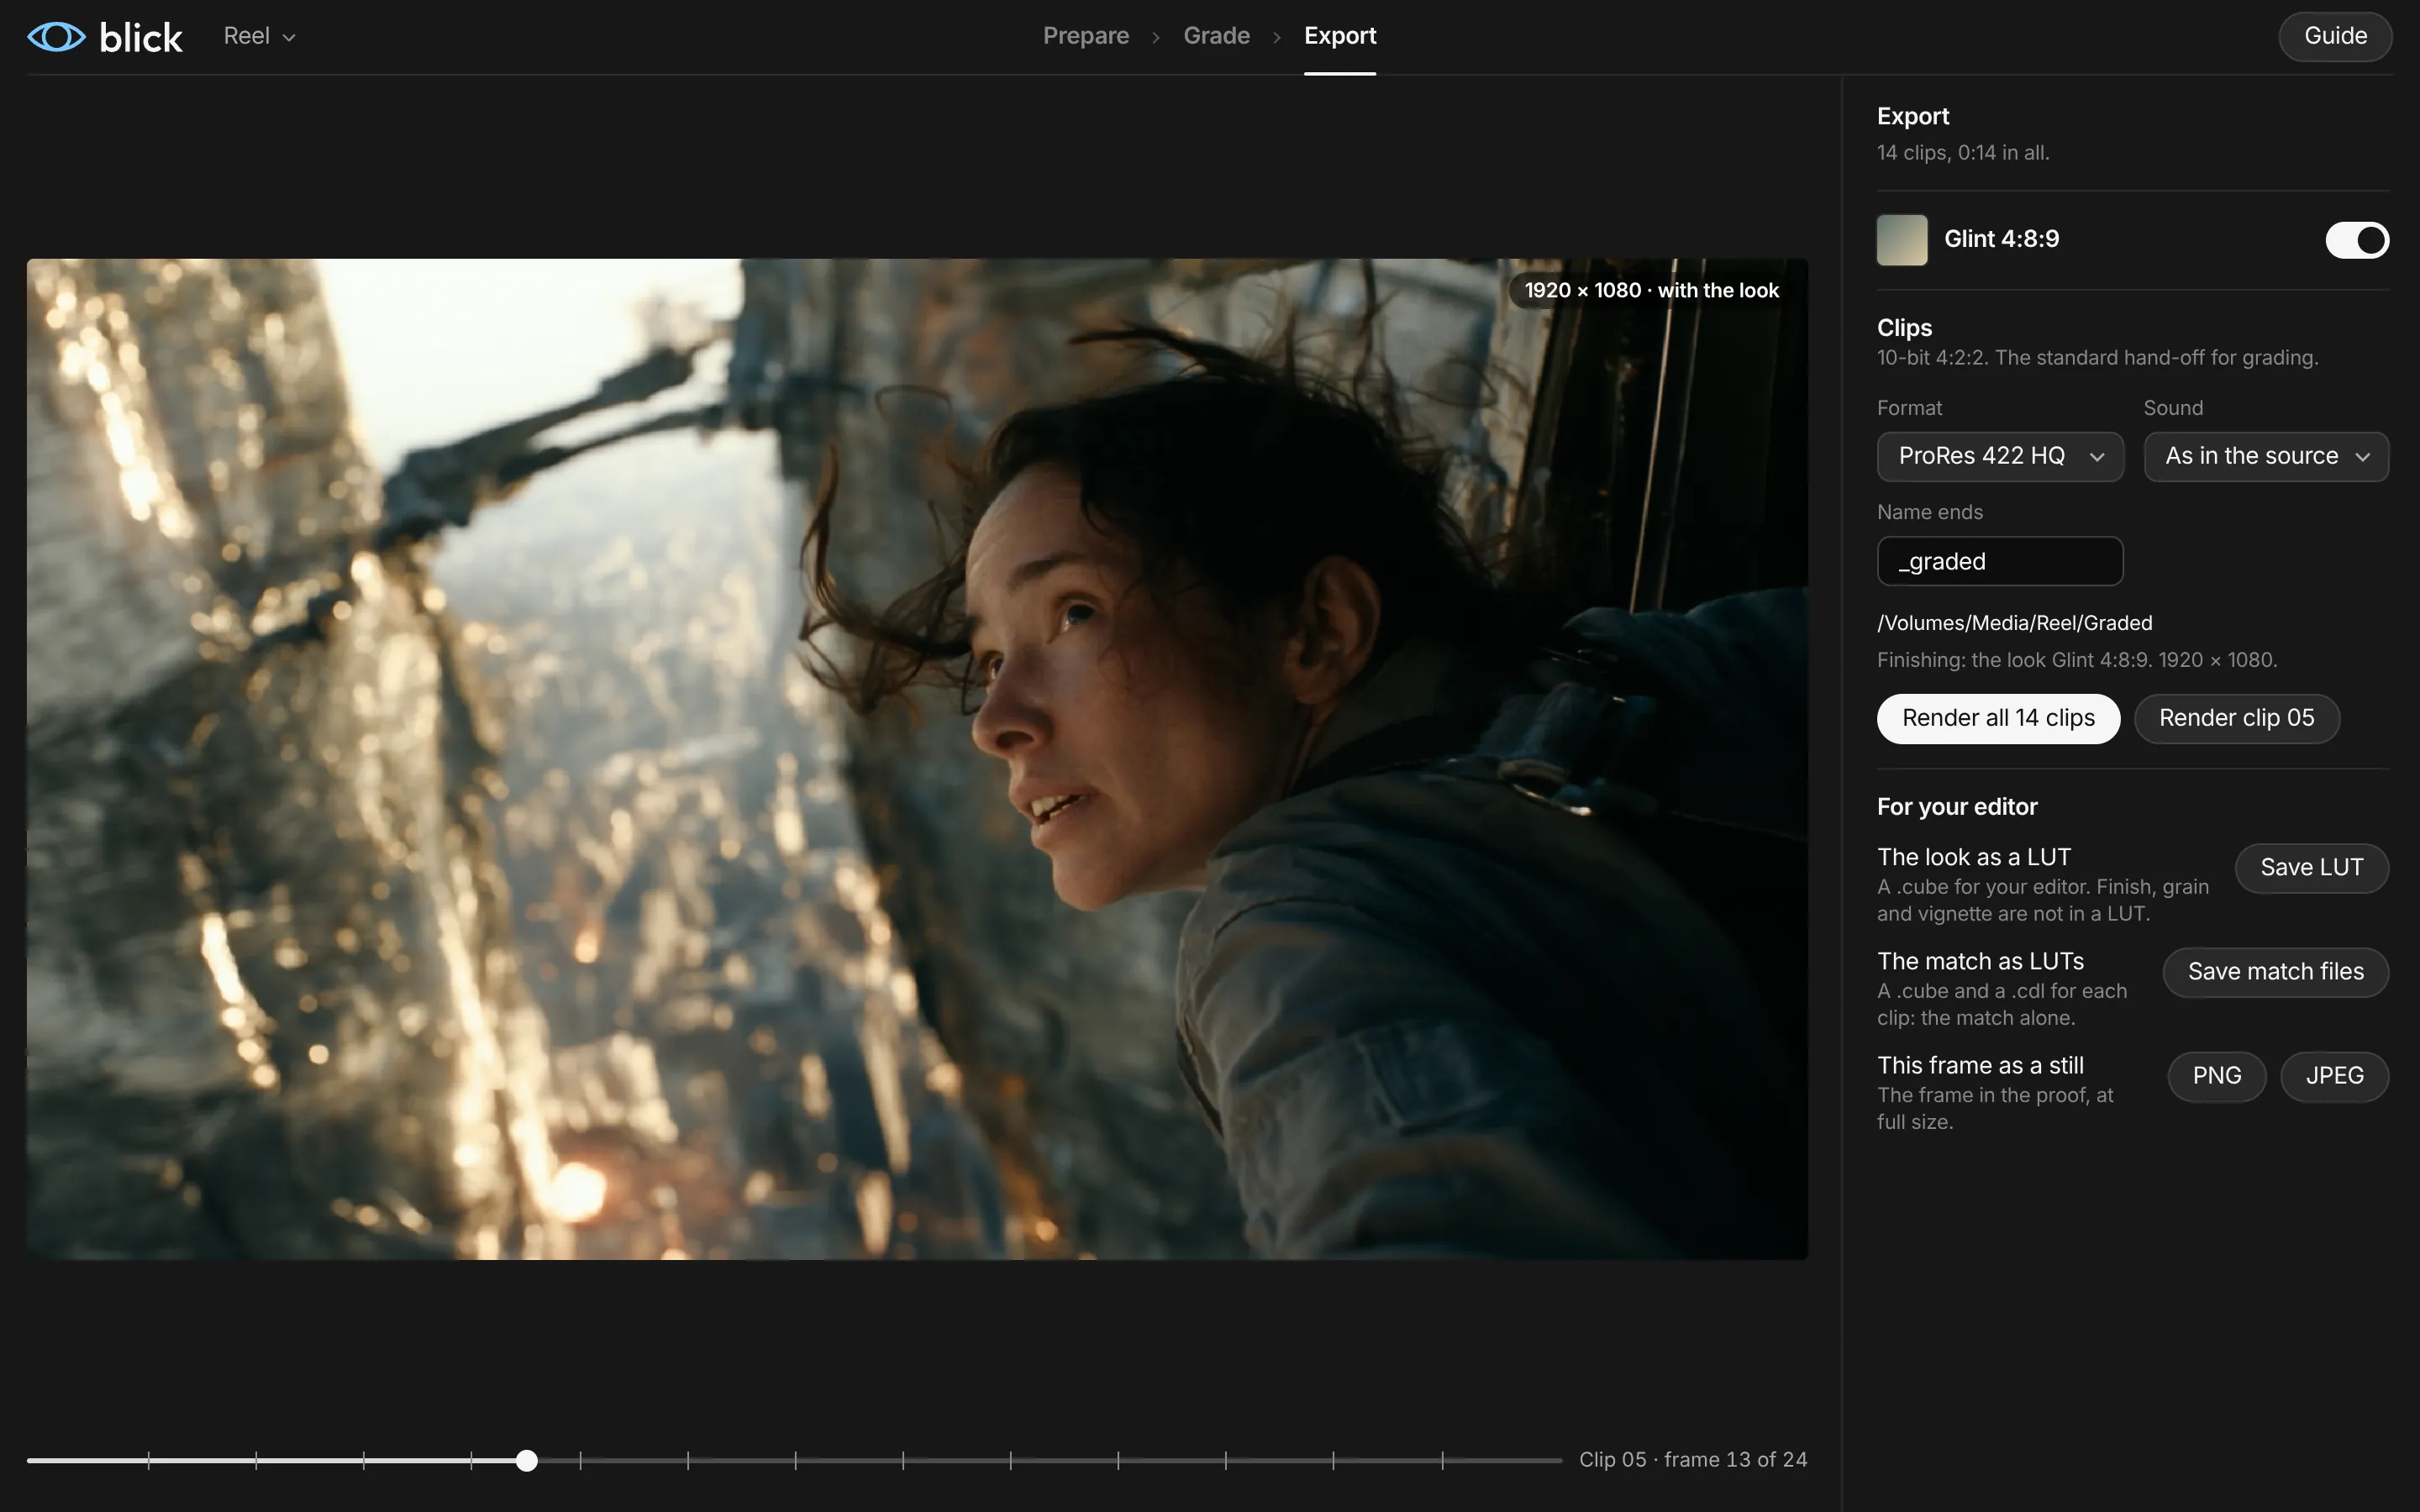 blick
Reel
Prepare
Grade
Export
Guide
1920 × 1080 · with the look
Clip 05 · frame 13 of 24
Export
14 clips, 0:14 in all.
Glint 4:8:9
Clips
10-bit 4:2:2. The standard hand-off for grading.
Format
Sound
ProRes 422 HQ
As in the source
Name ends
_graded
/Volumes/Media/Reel/Graded
Finishing: the look Glint 4:8:9. 1920 × 1080.
Render all 14 clips
Render clip 05
For your editor
The look as a LUT
A .cube for your editor. Finish, grain
and vignette are not in a LUT.
Save LUT
The match as LUTs
A .cube and a .cdl for each
clip: the match alone.
Save match files
This frame as a still
The frame in the proof, at
full size.
PNG
JPEG